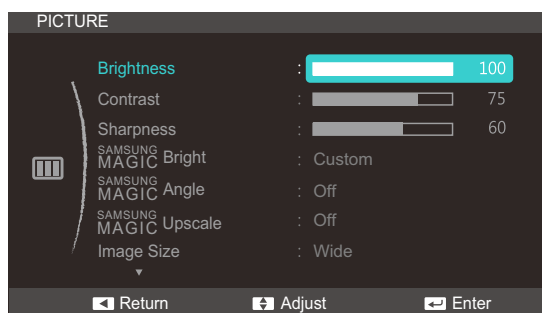 PICTURE
Brightness : 100
Contrast : 75
Sharpness : 60
SAMSUNG MAGIC Bright : Custom
SAMSUNG MAGIC Angle : Off
SAMSUNG MAGIC Upscale : Off
Image Size : Wide
Return Adjust Enter